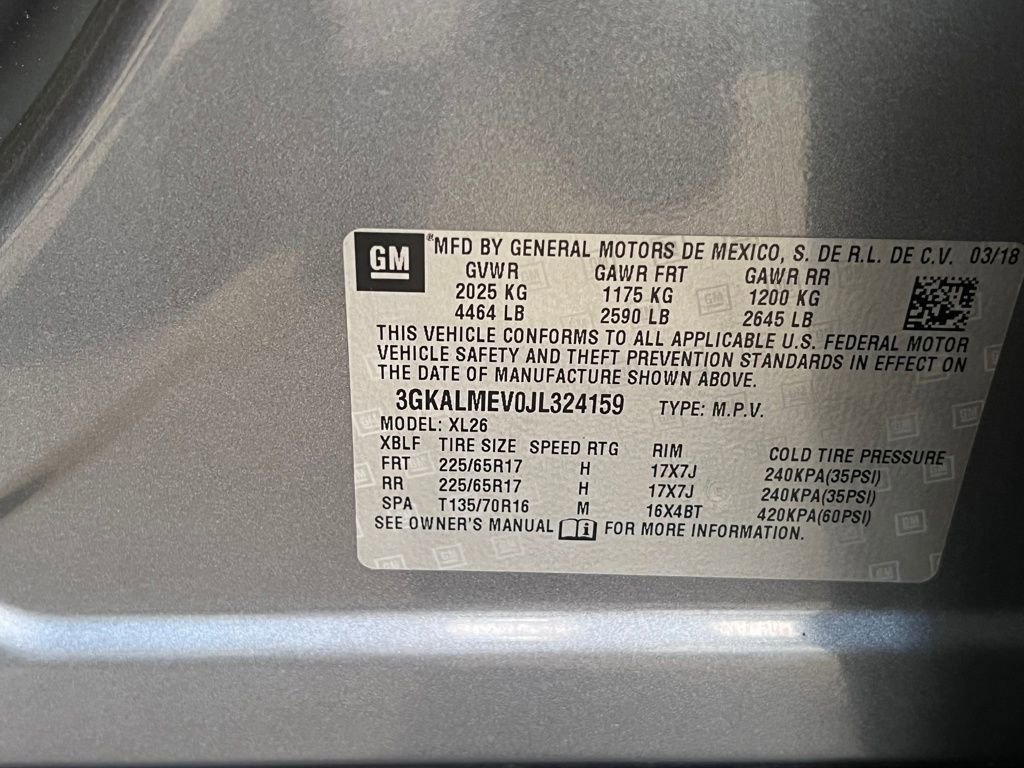 GM ®MFD BY GENERAL MOTORS DE MEXICO, S. DE R.L. DE C.V. 03/18
GVWR GAWR FRT GAWR RR
2025 KG 1175 KG 1200 KG
4464 LB 2590 LB 2645 LB
THIS VEHICLE CONFORMS TO ALL APPLICABLE U.S. FEDERAL MOTOR
VEHICLE SAFETY AND THEFT PREVENTION STANDARDS IN EFFECT ON
THE DATE OF MANUFACTURE SHOWN ABOVE.
3GKALMEV0JL324159 TYPE: M.P.V.
MODEL: XL26
XBLF TIRE SIZE SPEED RTG RIM COLD TIRE PRESSURE
FRT 225/65R17 H 17X7J 240KPA(35PSI)
RR 225/65R17 H 17X7J 240KPA(35PSI)
SPA T135/70R16 M 16X4BT 420KPA(60PSI)
SEE OWNER'S MANUAL i FOR MORE INFORMATION.